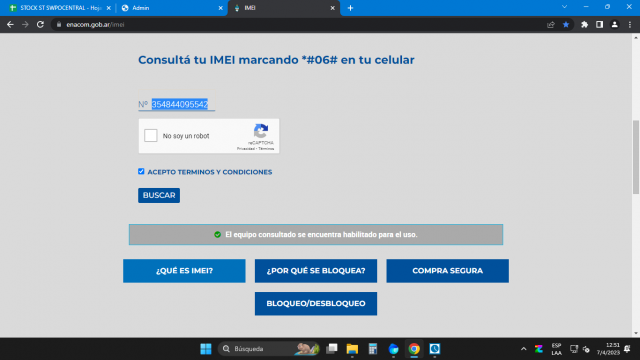 STOCK ST SWPOCENTRAL - Hoja
Admin
IMEI
enacom.gob.ar/imei
Consultá tu IMEI marcando *#06# en tu celular
Nº 354844095542
No soy un robot
reCAPTCHA
Privacidad - Términos
ACEPTO TERMINOS Y CONDICIONES
BUSCAR
El equipo consultado se encuentra habilitado para el uso.
¿QUÉ ES IMEI?
¿POR QUÉ SE BLOQUEA?
COMPRA SEGURA
BLOQUEO/DESBLOQUEO
Búsqueda
ESP
LAA
12:51
7/4/2023